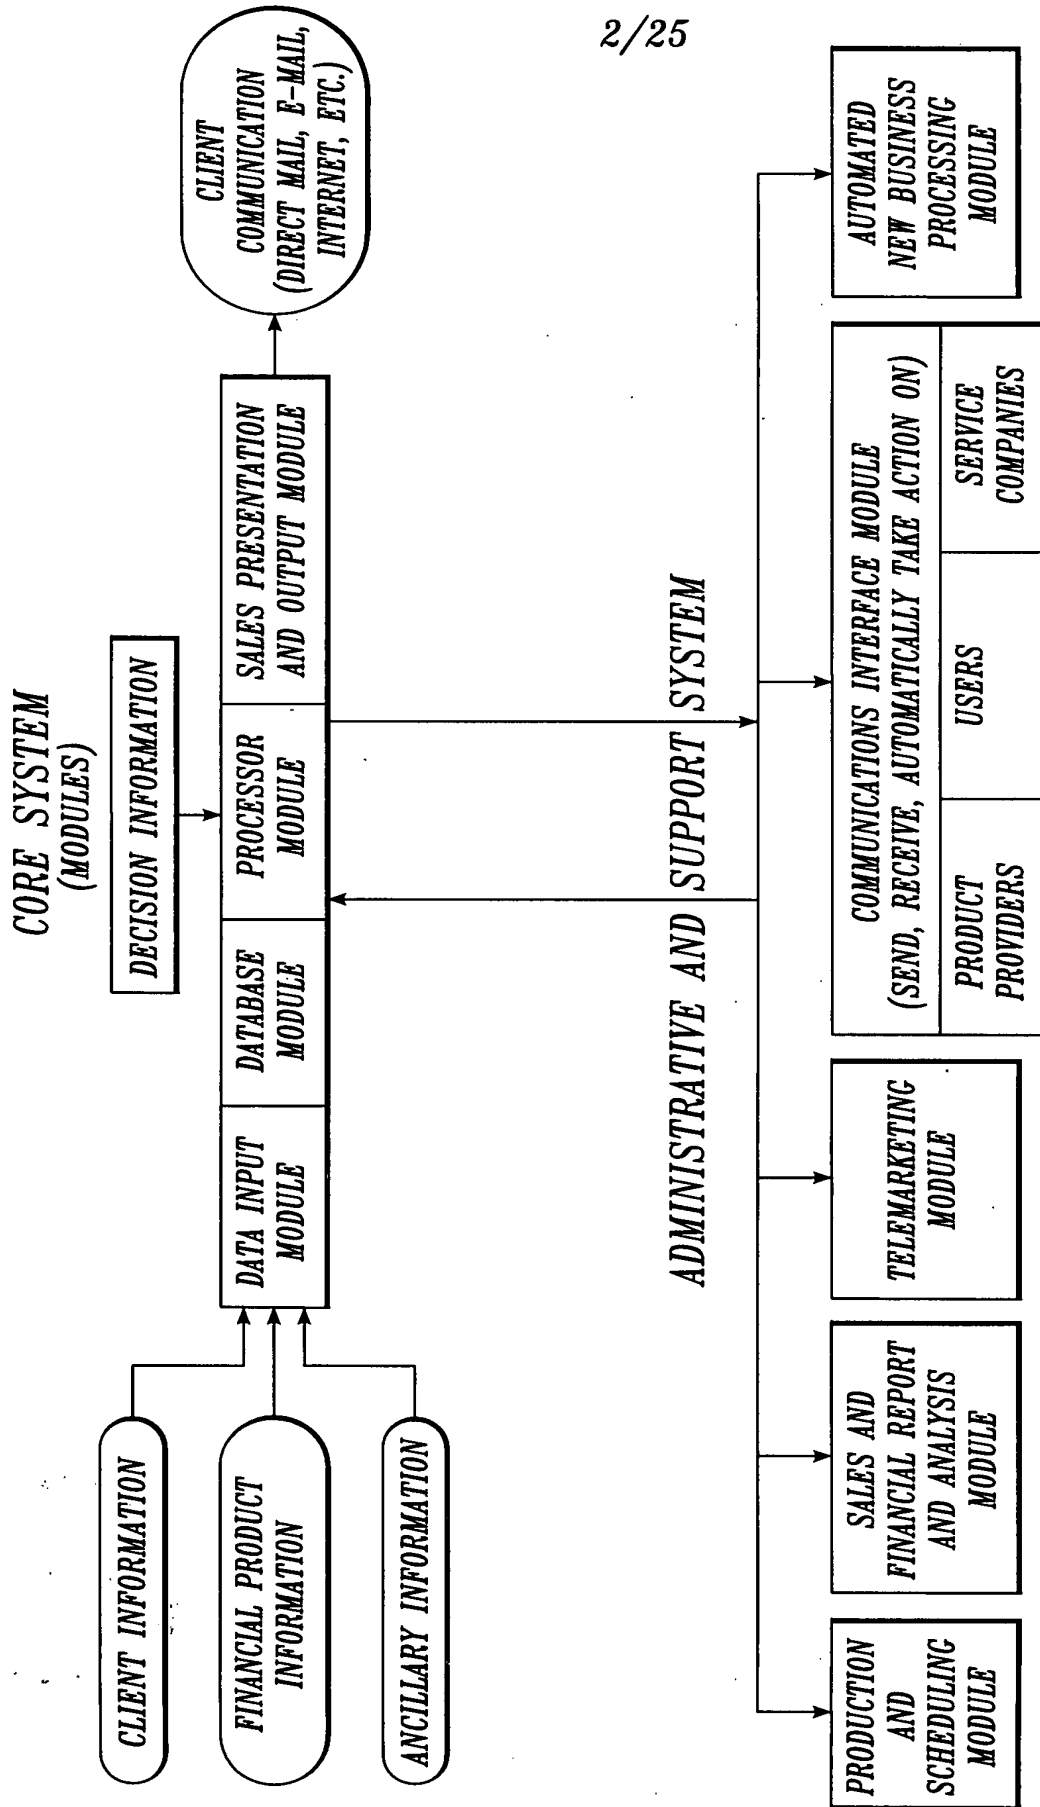 2/25
CORE SYSTEM
(MODULES)
DECISION INFORMATION
CLIENT INFORMATION
FINANCIAL PRODUCT
INFORMATION
ANCILLARY INFORMATION
DATA INPUT
MODULE
DATABASE
MODULE
PROCESSOR
MODULE
SALES PRESENTATION
AND OUTPUT MODULE
CLIENT
COMMUNICATION
(DIRECT MAIL, E-MAIL,
INTERNET, ETC.)
ADMINISTRATIVE AND SUPPORT SYSTEM
PRODUCTION
AND
SCHEDULING
MODULE
SALES AND
FINANCIAL REPORT
AND ANALYSIS
MODULE
TELEMARKETING
MODULE
COMMUNICATIONS INTERFACE MODULE
(SEND, RECEIVE, AUTOMATICALLY TAKE ACTION ON)
PRODUCT
PROVIDERS
USERS
SERVICE
COMPANIES
AUTOMATED
NEW BUSINESS
PROCESSING
MODULE